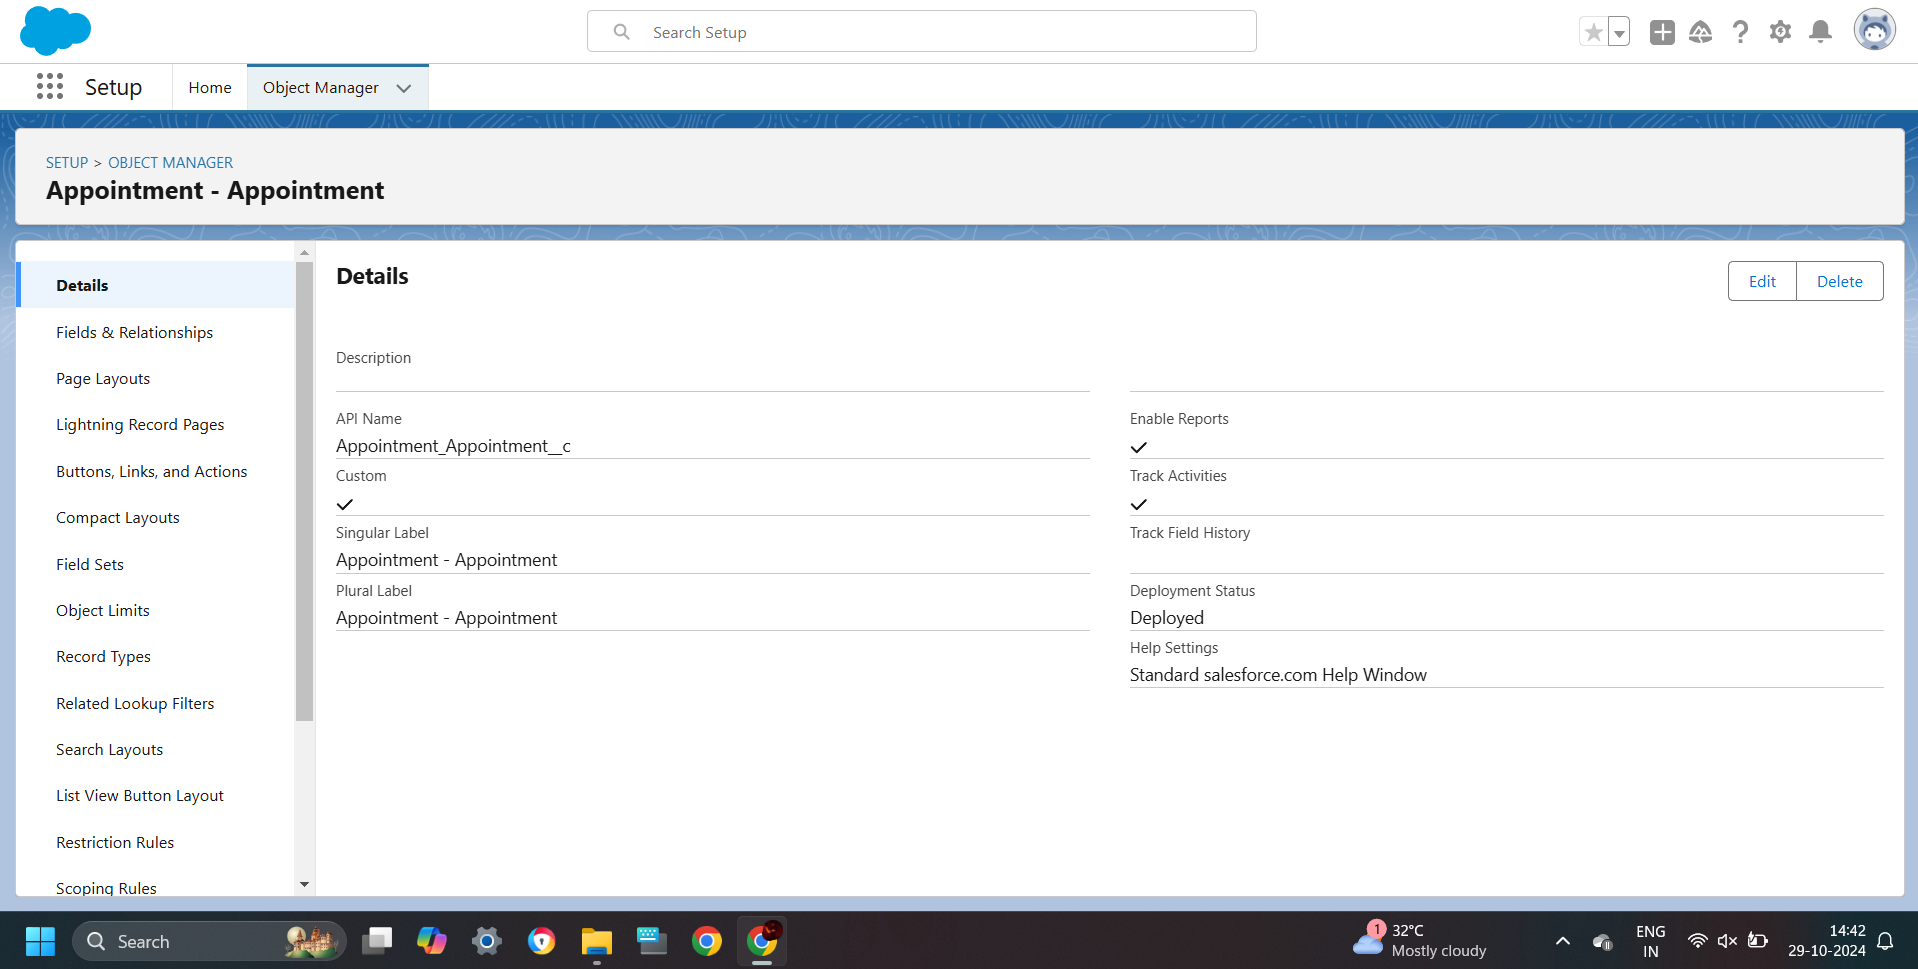 Search Setup
Setup
Home
Object Manager
SETUP > OBJECT MANAGER
Appointment - Appointment
Details
Fields & Relationships
Page Layouts
Lightning Record Pages
Buttons, Links, and Actions
Compact Layouts
Field Sets
Object Limits
Record Types
Related Lookup Filters
Search Layouts
List View Button Layout
Restriction Rules
Scoping Rules
Details
Edit
Delete
Description
API Name
Appointment_Appointment__c
Custom
Singular Label
Appointment - Appointment
Plural Label
Appointment - Appointment
Enable Reports
Track Activities
Track Field History
Deployment Status
Deployed
Help Settings
Standard salesforce.com Help Window
Search
1
32°C
Mostly cloudy
ENG
IN
14:42
29-10-2024